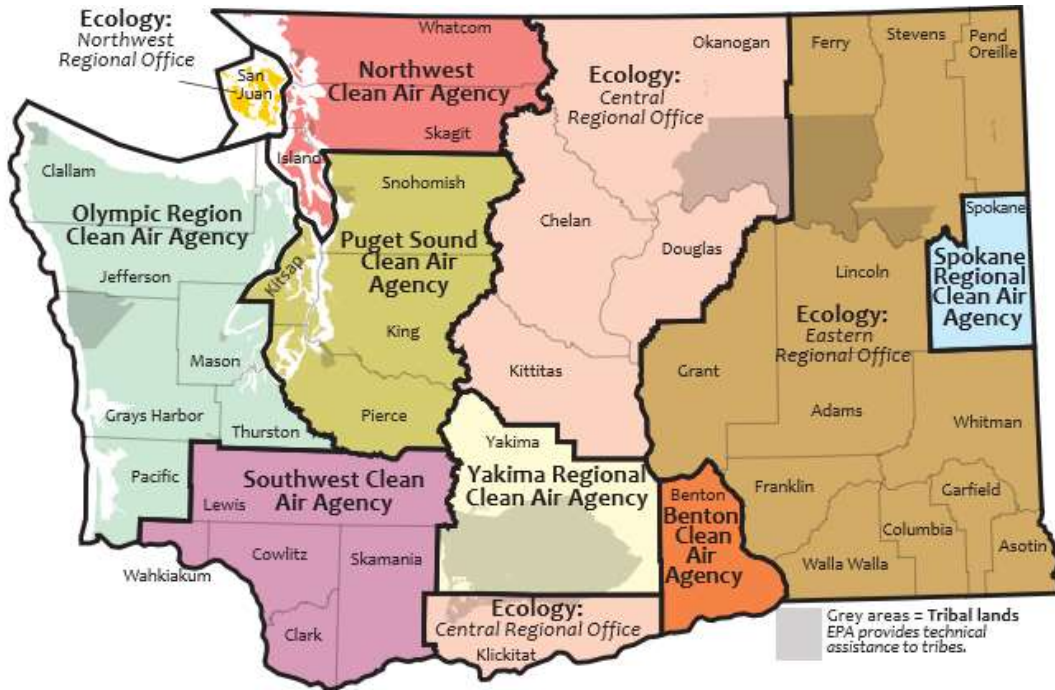 Ecology:
Northwest
Regional Office
San
Juan
Whatcom
Northwest
Clean Air Agency
Skagit
Island
Okanogan
Ecology:
Central
Regional Office
Chelan
Douglas
Kittitas
Ferry
Stevens
Pend
Oreille
Clallam
Olympic Region
Clean Air Agency
Jefferson
Mason
Grays Harbor
Thurston
Pacific
Snohomish
Puget Sound
Clean Air
Agency
Kitsap
King
Pierce
Spokane
Spokane
Regional
Clean Air
Agency
Lincoln
Ecology:
Eastern
Regional Office
Grant
Adams
Whitman
Franklin
Garfield
Columbia
Walla Walla
Asotin
Yakima
Yakima Regional
Clean Air Agency
Benton
Benton
Clean
Air
Agency
Southwest Clean
Air Agency
Lewis
Wahkiakum
Cowlitz
Skamania
Clark
Ecology:
Central Regional Office
Klickitat
Grey areas = Tribal lands
EPA provides technical
assistance to tribes.